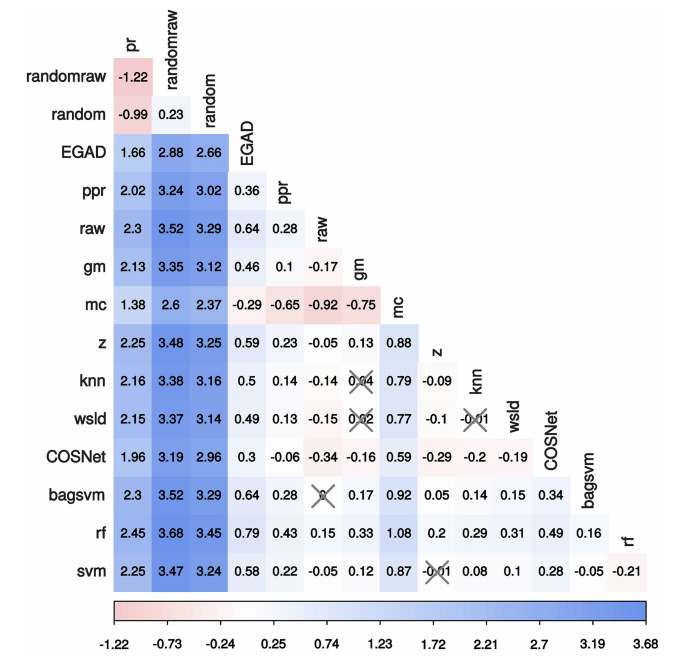 pr
randomraw -1.22 randomraw
random -0.99 0.23 random
EGAD 1.66 2.88 2.66 EGAD
ppr 2.02 3.24 3.02 0.36 ppr
raw 2.3 3.52 3.29 0.64 0.28 raw
gm 2.13 3.35 3.12 0.46 0.1 -0.17 gm
mc 1.38 2.6 2.37 -0.29 -0.65 -0.92 -0.75 mc
z 2.25 3.48 3.25 0.59 0.23 -0.05 0.13 0.88 z
knn 2.16 3.38 3.16 0.5 0.14 -0.14 0.04 0.79 -0.09 knn
wsld 2.15 3.37 3.14 0.49 0.13 -0.15 0.02 0.77 -0.1 -0.01 wsld
COSNet 1.96 3.19 2.96 0.3 -0.06 -0.34 -0.16 0.59 -0.29 -0.2 -0.19 COSNet
bagsvm 2.3 3.52 3.29 0.64 0.28 0 0.17 0.92 0.05 0.14 0.15 0.34 bagsvm
rf 2.45 3.68 3.45 0.79 0.43 0.15 0.33 1.08 0.2 0.29 0.31 0.49 0.16 rf
svm 2.25 3.47 3.24 0.58 0.22 -0.05 0.12 0.87 -0.01 0.08 0.1 0.28 -0.05 -0.21
-1.22 -0.73 -0.24 0.25 0.74 1.23 1.72 2.21 2.7 3.19 3.68